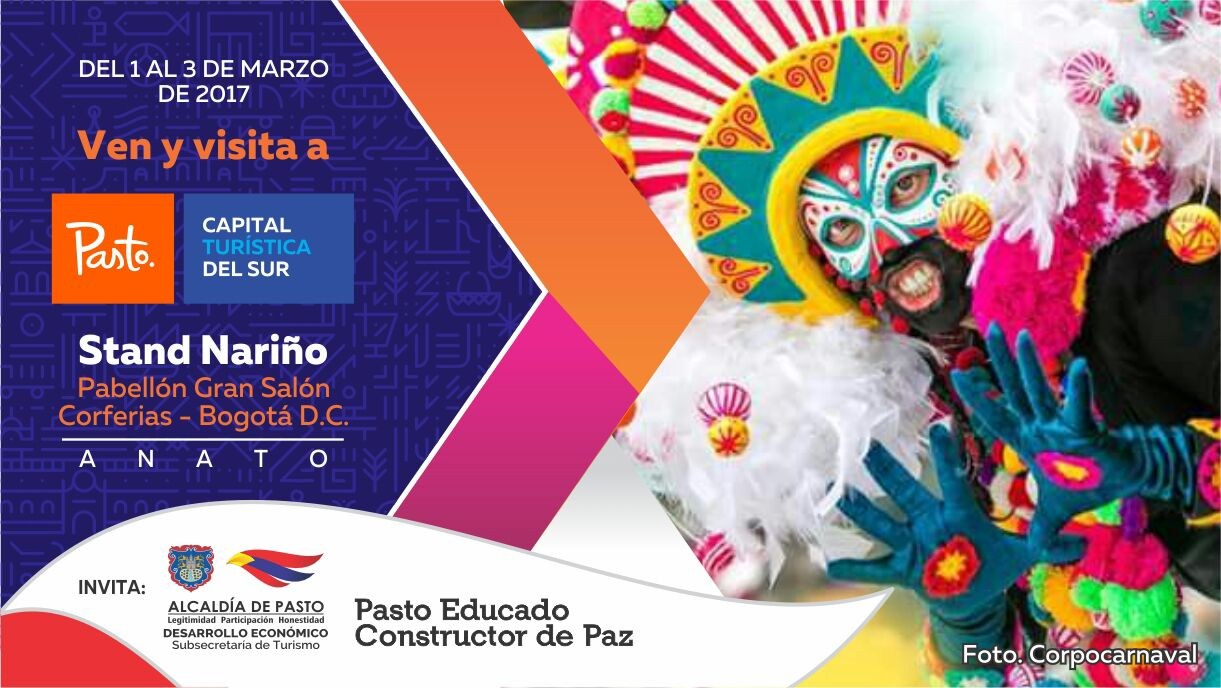 DEL 1 AL 3 DE MARZO
DE 2017
Ven y visita a
Pasto.
CAPITAL
TURÍSTICA
DEL SUR
Stand Nariño
Pabellón Gran Salón
Corferias - Bogotá D.C.
A N A T O
INVITA:
ALCALDÍA DE PASTO
Legitimidad Participación Honestidad
DESARROLLO ECONÓMICO
Subsecretaría de Turismo
Pasto Educado
Constructor de Paz
Foto. Corpocarnaval